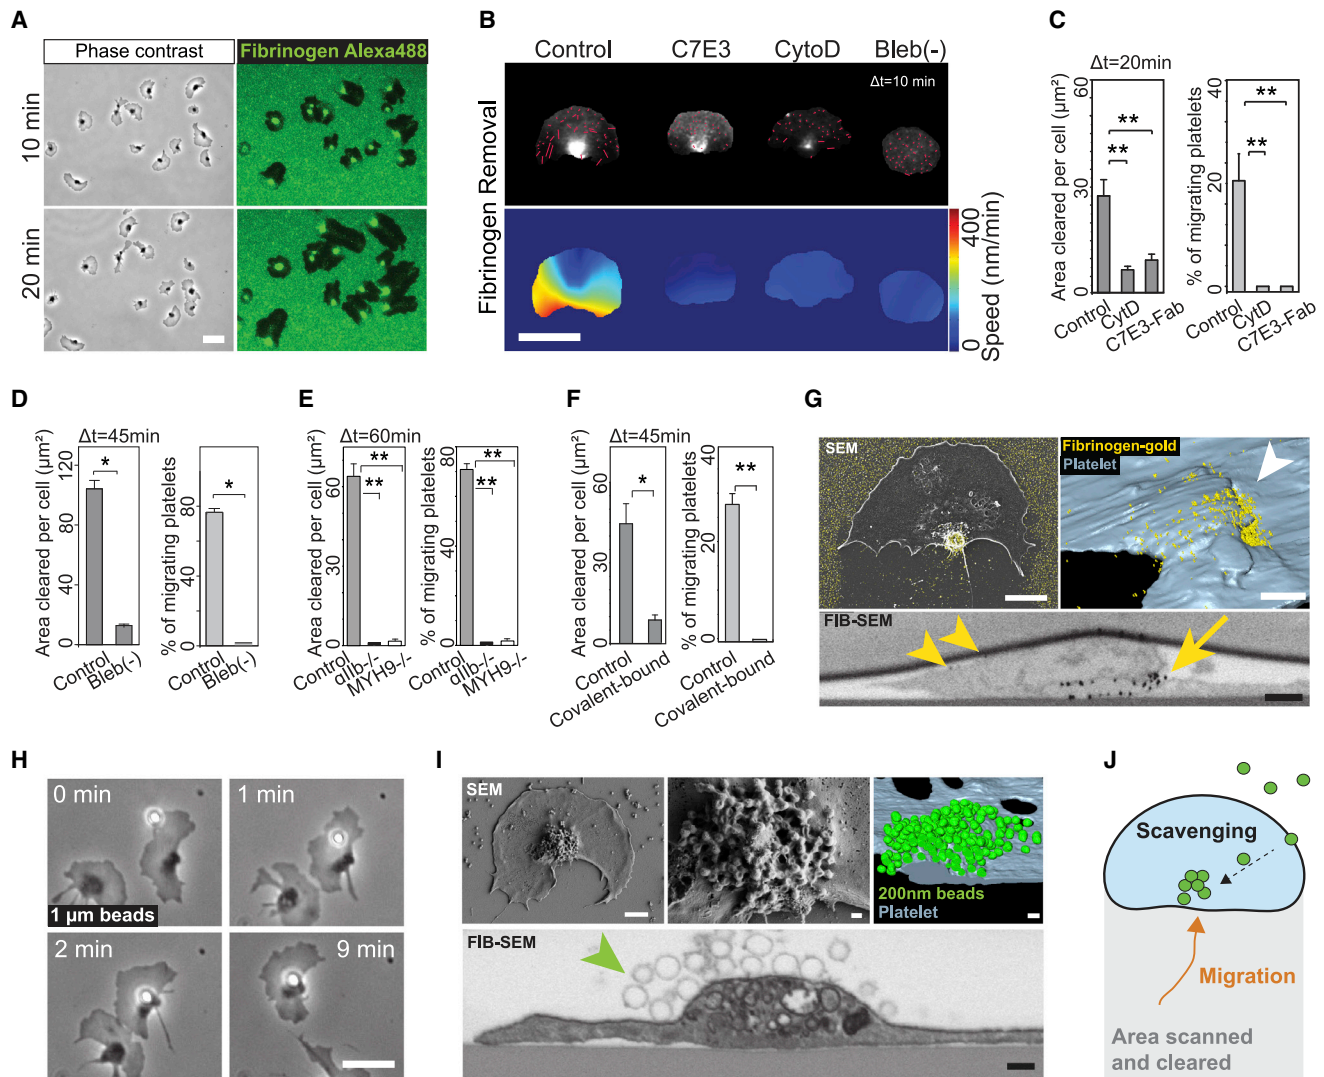 A
Phase contrast
Fibrinogen Alexa488
10 min
20 min
B
Control
C7E3
CytoD
Bleb(-)
Δt=10 min
Fibrinogen Removal
400
0
Speed (nm/min)
C
Δt=20min
Area cleared per cell (μm²)
60
30
0
**
**
Control
CytD
C7E3-Fab
% of migrating platelets
40
20
0
**
**
Control
CytD
C7E3-Fab
D
Δt=45min
Area cleared per cell (μm²)
120
80
40
0
*
Control
Bleb(-)
% of migrating platelets
80
40
0
*
Control
Bleb(-)
E
Δt=60min
Area cleared per cell (μm²)
60
30
0
**
**
Control
αIIb-/-
MYH9-/-
% of migrating platelets
80
40
0
**
**
Control
αIIb-/-
MYH9-/-
F
Δt=45min
Area cleared per cell (μm²)
60
30
0
*
Control
Covalent-bound
% of migrating platelets
40
20
0
**
Control
Covalent-bound
G
SEM
Fibrinogen-gold
Platelet
FIB-SEM
H
0 min
1 min
1 μm beads
2 min
9 min
I
SEM
200nm beads
Platelet
FIB-SEM
J
Scavenging
Migration
Area scanned
and cleared